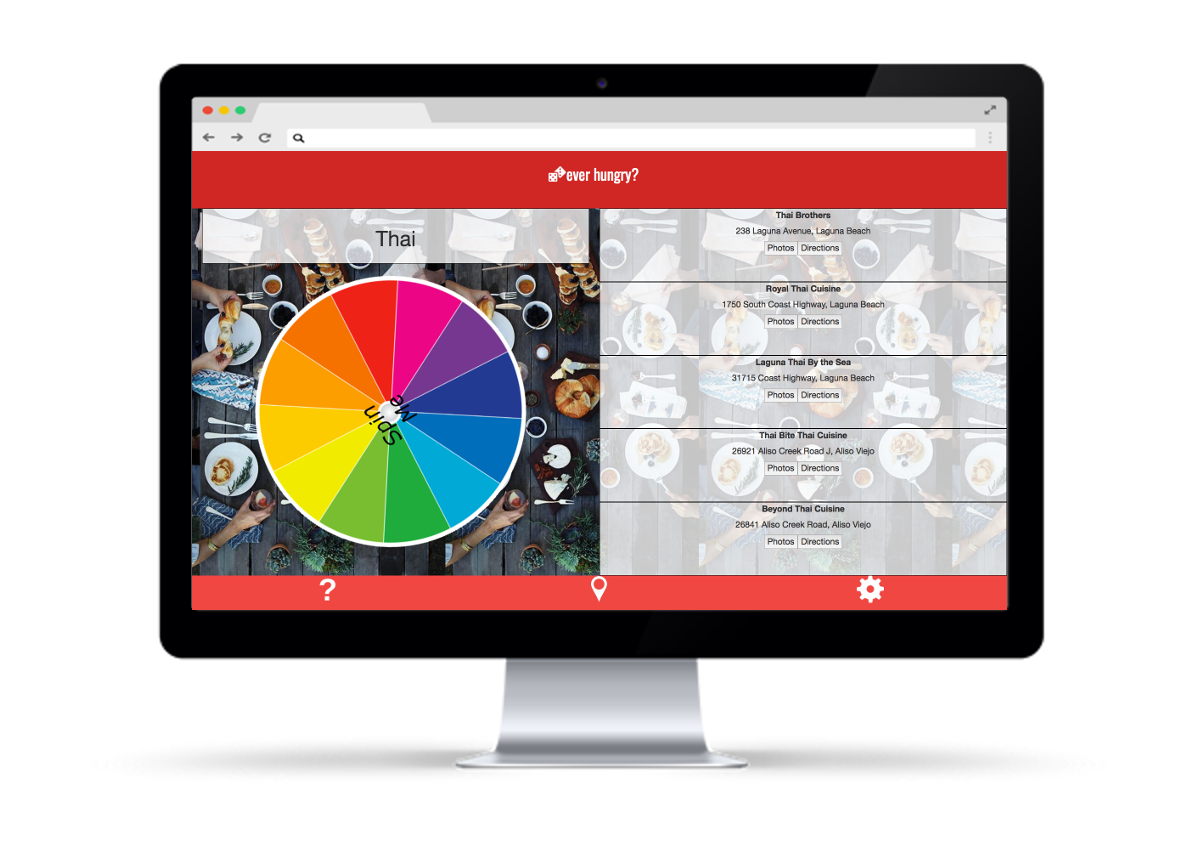 ever hungry?
Thai
Spin
Me
Thai Brothers
238 Laguna Avenue, Laguna Beach
Photos Directions
Royal Thai Cuisine
1750 South Coast Highway, Laguna Beach
Photos Directions
Laguna Thai By the Sea
31715 Coast Highway, Laguna Beach
Photos Directions
Thai Bite Thai Cuisine
26921 Aliso Creek Road J, Aliso Viejo
Photos Directions
Beyond Thai Cuisine
26841 Aliso Creek Road, Aliso Viejo
Photos Directions
?